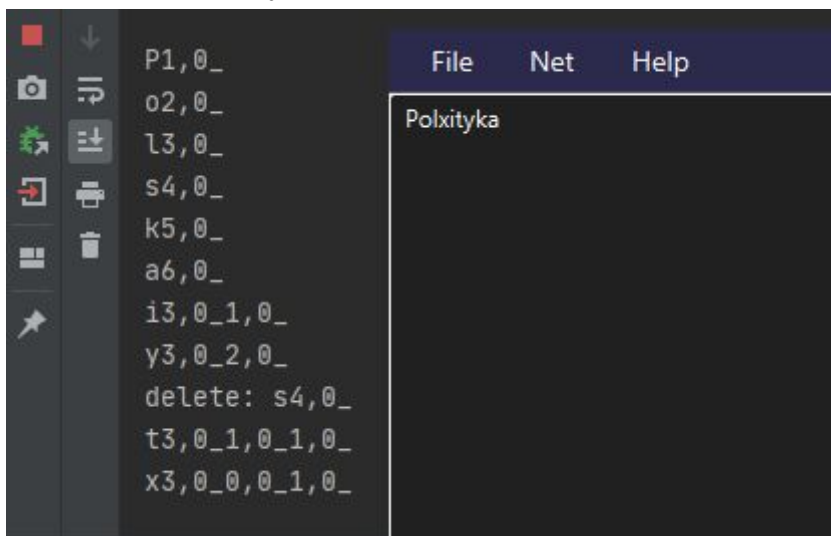 P1,0_
o2,0_
l3,0_
s4,0_
k5,0_
a6,0_
i3,0_1,0_
y3,0_2,0_
delete: s4,0_
t3,0_1,0_1,0_
x3,0_0,0_1,0_
File Net Help
Polxityka